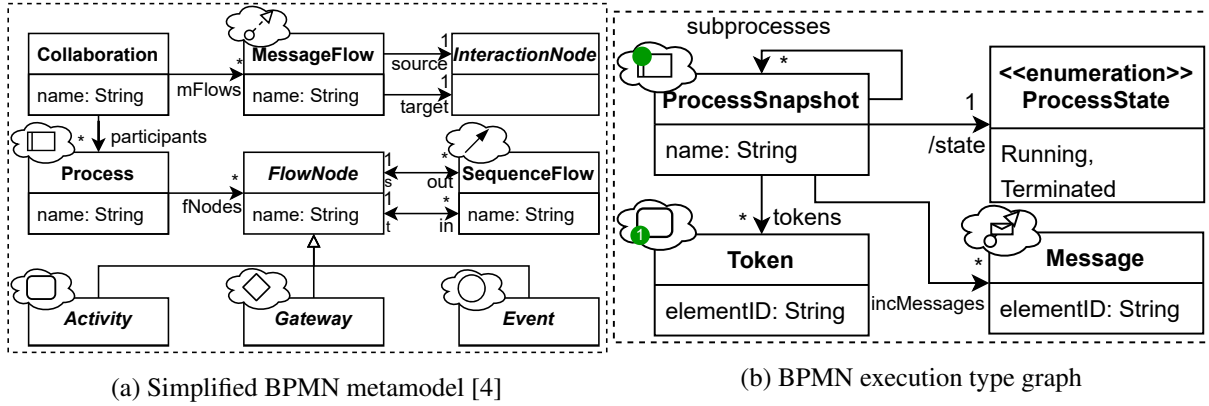 Collaboration
name: String
mFlows
*
MessageFlow
name: String
source
1
target
1
InteractionNode
participants
*
Process
name: String
fNodes
*
FlowNode
name: String
1
s
*
out
1
t
*
in
SequenceFlow
name: String
Activity
Gateway
Event
(a) Simplified BPMN metamodel [4]
subprocesses
*
ProcessSnapshot
name: String
1
/state
<<enumeration>>
ProcessState
Running,
Terminated
* tokens
1
Token
elementID: String
*
incMessages
Message
elementID: String
(b) BPMN execution type graph